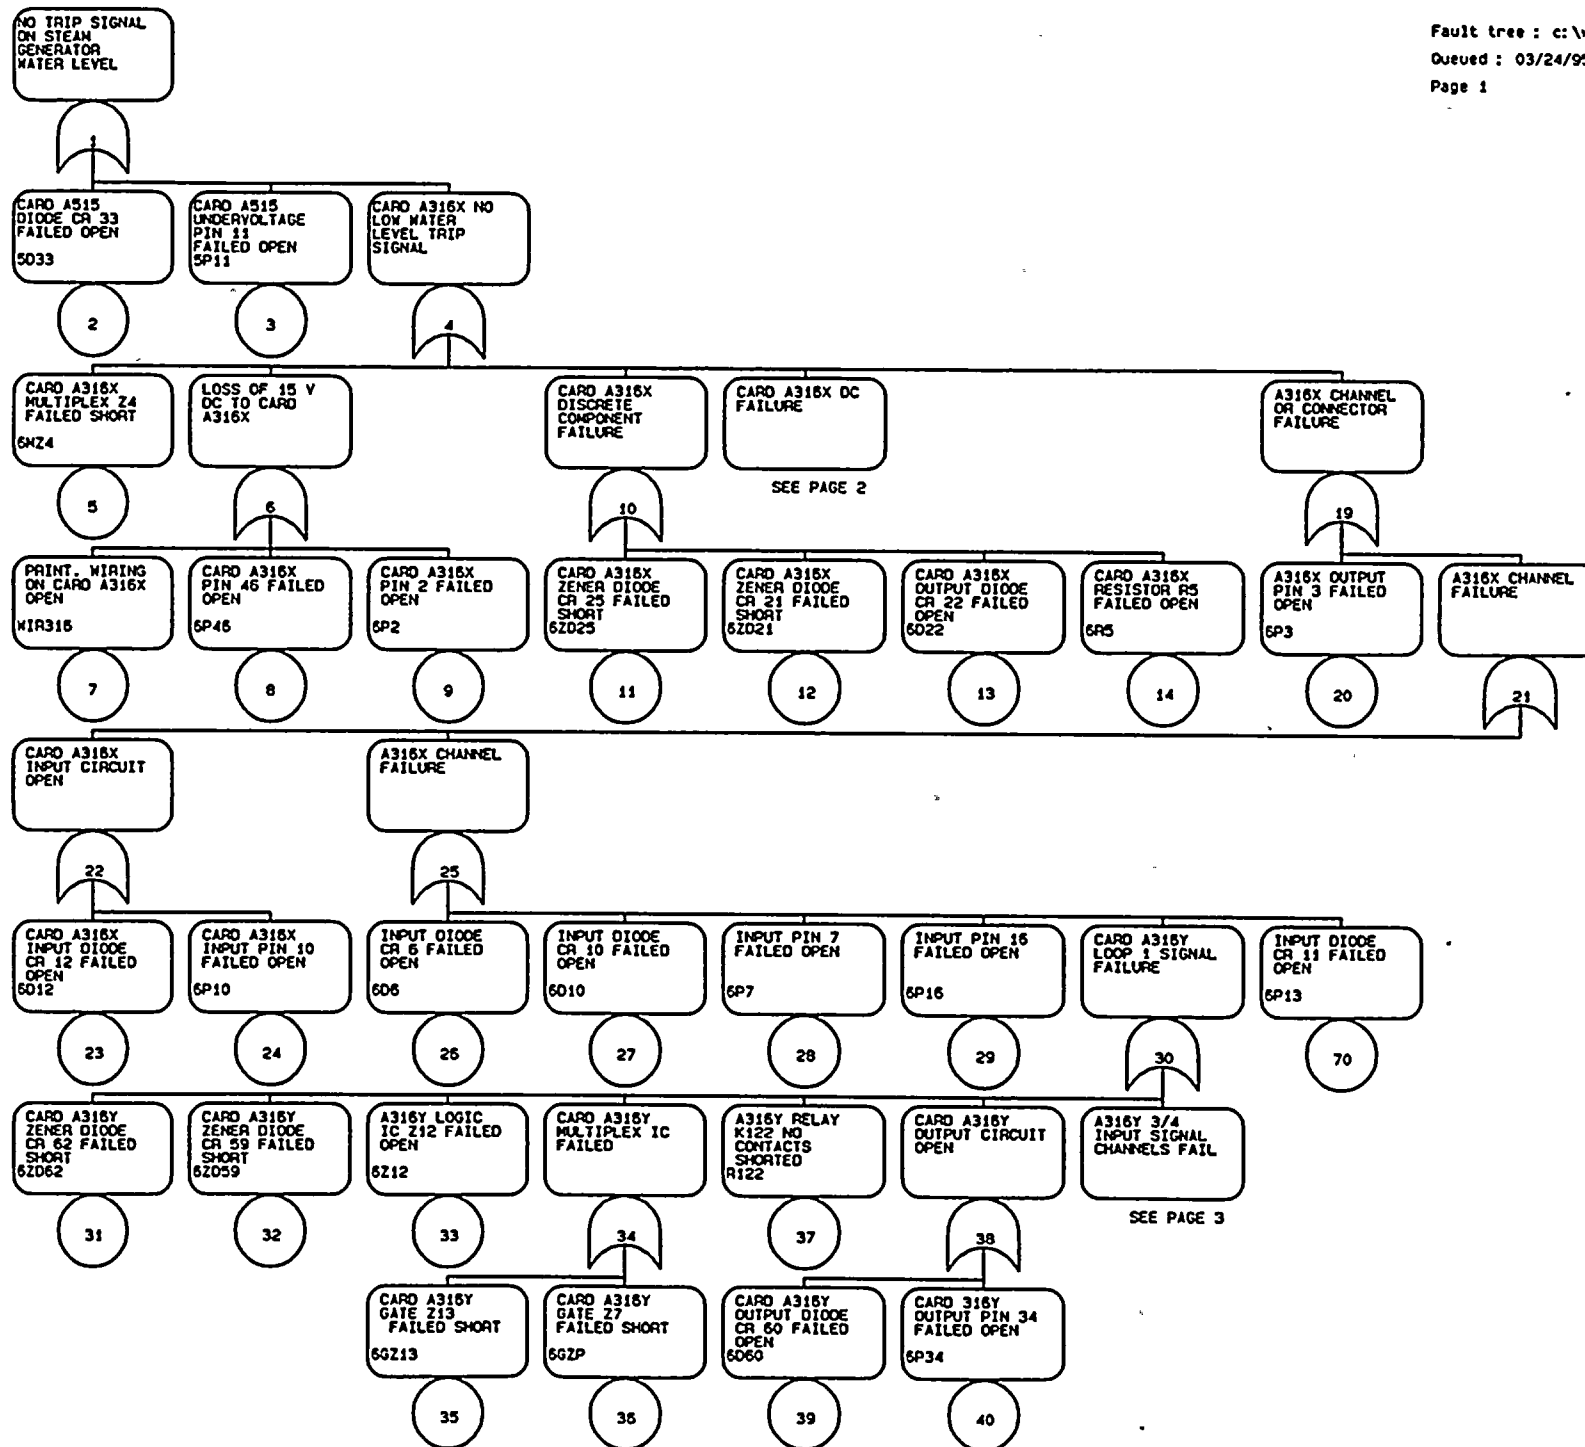 NO TRIP SIGNAL
ON STEAM
GENERATOR
WATER LEVEL
Fault tree : c:\
Queued : 03/24/95
Page 1
1
CARD A515
DIODE CR 33
FAILED OPEN
5D33
CARD A515
UNDERVOLTAGE
PIN 11
FAILED OPEN
5P11
CARD A316X NO
LOW WATER
LEVEL TRIP
SIGNAL
2
3
4
CARD A316X
MULTIPLEX Z4
FAILED SHORT
6MZ4
LOSS OF 15 V
DC TO CARD
A316X
CARD A316X
DISCRETE
COMPONENT
FAILURE
CARD A316X DC
FAILURE
A316X CHANNEL
OR CONNECTOR
FAILURE
SEE PAGE 2
5
6
10
19
PRINT. WIRING
ON CARD A316X
OPEN
WIR316
CARD A316X
PIN 46 FAILED
OPEN
6P46
CARD A316X
PIN 2 FAILED
OPEN
6P2
CARD A316X
ZENER DIODE
CR 25 FAILED
SHORT
6ZD25
CARD A316X
ZENER DIODE
CR 21 FAILED
SHORT
6ZD21
CARD A316X
OUTPUT DIODE
CR 22 FAILED
OPEN
6D22
CARD A316X
RESISTOR R5
FAILED OPEN
6R5
A316X OUTPUT
PIN 3 FAILED
OPEN
6P3
A316X CHANNEL
FAILURE
7
8
9
11
12
13
14
20
21
CARD A316X
INPUT CIRCUIT
OPEN
A316X CHANNEL
FAILURE
22
25
CARD A316X
INPUT DIODE
CR 12 FAILED
OPEN
6D12
CARD A316X
INPUT PIN 10
FAILED OPEN
6P10
INPUT DIODE
CR 6 FAILED
OPEN
6D6
INPUT DIODE
CR 10 FAILED
OPEN
6D10
INPUT PIN 7
FAILED OPEN
6P7
INPUT PIN 16
FAILED OPEN
6P16
CARD A316Y
LOOP 1 SIGNAL
FAILURE
INPUT DIODE
CR 11 FAILED
OPEN
6P13
23
24
26
27
28
29
30
70
CARD A316Y
ZENER DIODE
CR 62 FAILED
SHORT
6ZD62
CARD A316Y
ZENER DIODE
CR 59 FAILED
SHORT
6ZD59
A316Y LOGIC
IC Z12 FAILED
OPEN
6Z12
CARD A316Y
MULTIPLEX IC
FAILED
A316Y RELAY
K122 NO
CONTACTS
SHORTED
R122
CARD A316Y
OUTPUT CIRCUIT
OPEN
A316Y 3/4
INPUT SIGNAL
CHANNELS FAIL
SEE PAGE 3
31
32
33
34
37
38
CARD A316Y
GATE Z13
FAILED SHORT
6GZ13
CARD A316Y
GATE Z7
FAILED SHORT
6GZP
CARD A316Y
OUTPUT DIODE
CR 60 FAILED
OPEN
6D60
CARD 316Y
OUTPUT PIN 34
FAILED OPEN
6P34
35
36
39
40